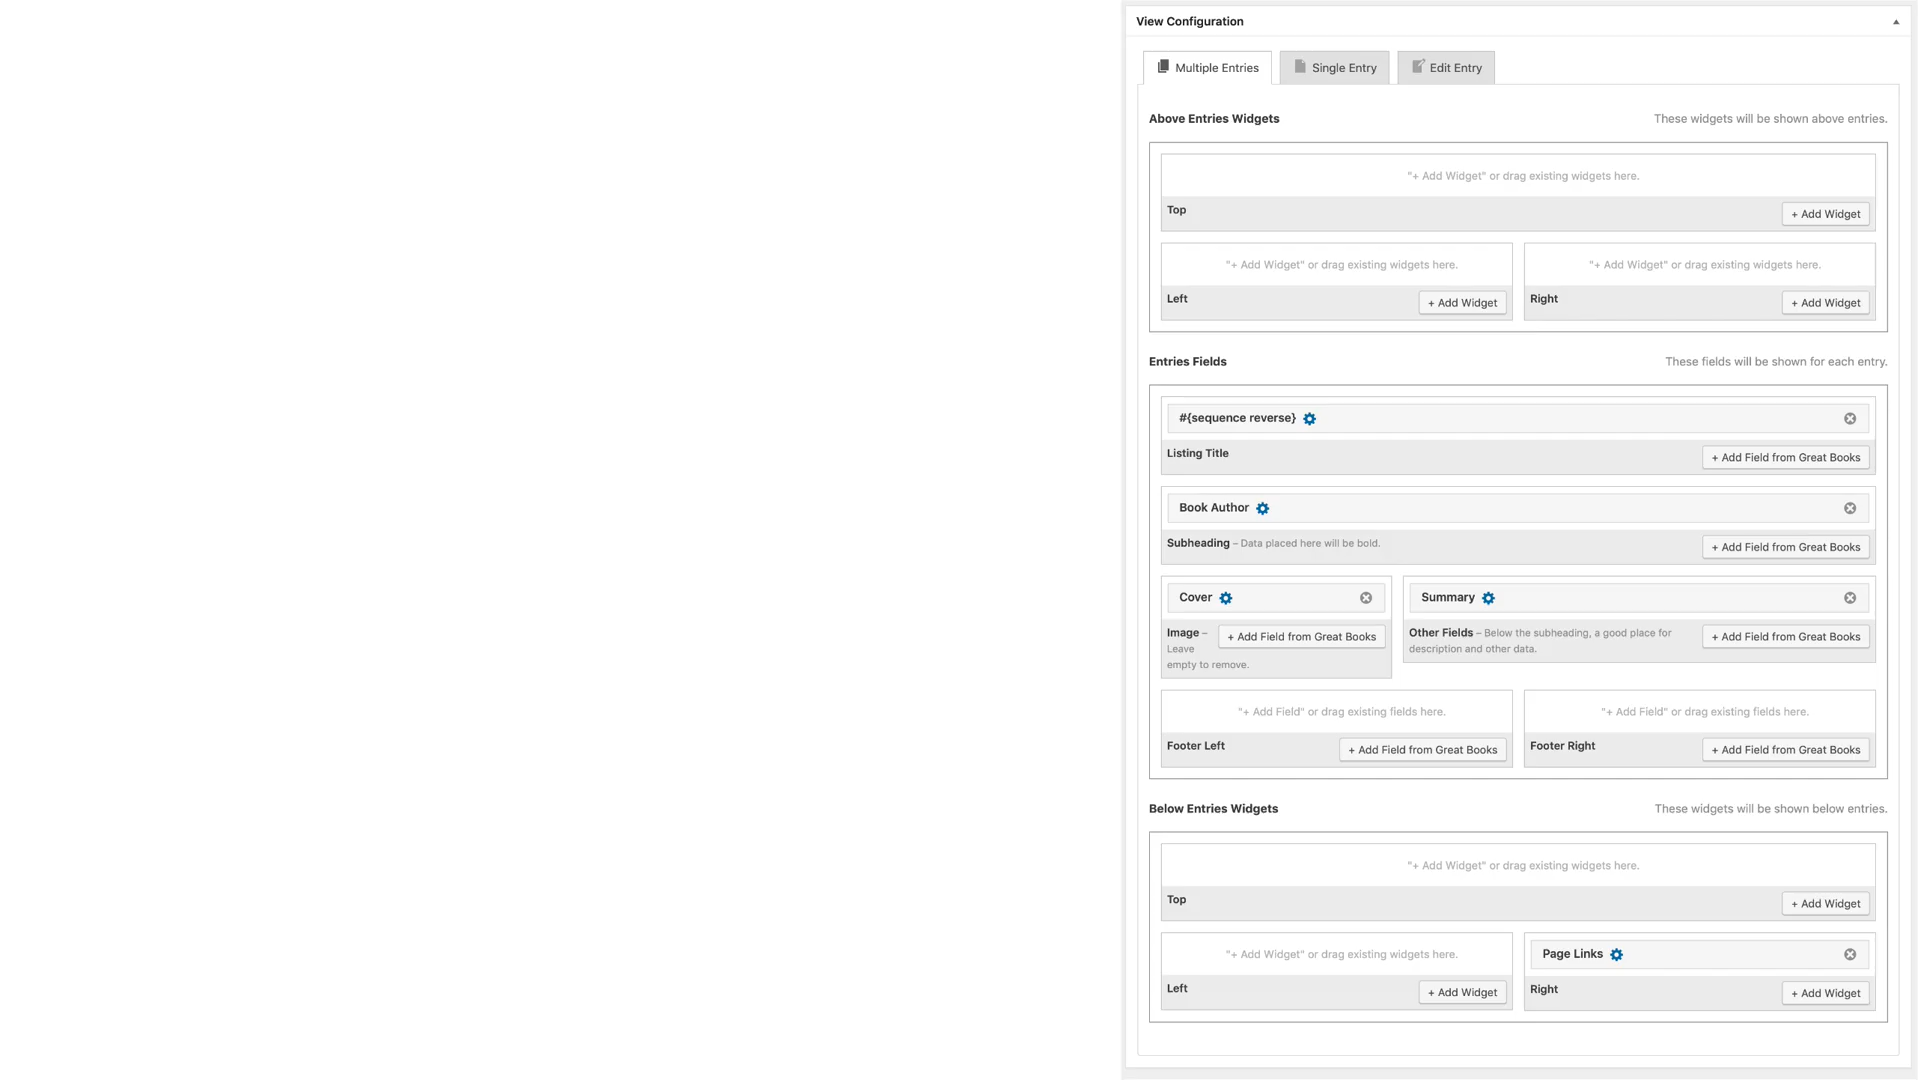 View Configuration
Multiple Entries
Single Entry
Edit Entry
Above Entries Widgets
These widgets will be shown above entries.
"+ Add Widget" or drag existing widgets here.
Top
+ Add Widget
"+ Add Widget" or drag existing widgets here.
Left
+ Add Widget
"+ Add Widget" or drag existing widgets here.
Right
+ Add Widget
Entries Fields
These fields will be shown for each entry.
#{sequence reverse}
Listing Title
+ Add Field from Great Books
Book Author
Subheading – Data placed here will be bold.
+ Add Field from Great Books
Cover
Image –
Leave
empty to remove.
+ Add Field from Great Books
Summary
Other Fields – Below the subheading, a good place for
description and other data.
+ Add Field from Great Books
"+ Add Field" or drag existing fields here.
Footer Left
+ Add Field from Great Books
"+ Add Field" or drag existing fields here.
Footer Right
+ Add Field from Great Books
Below Entries Widgets
These widgets will be shown below entries.
"+ Add Widget" or drag existing widgets here.
Top
+ Add Widget
"+ Add Widget" or drag existing widgets here.
Left
+ Add Widget
Page Links
Right
+ Add Widget